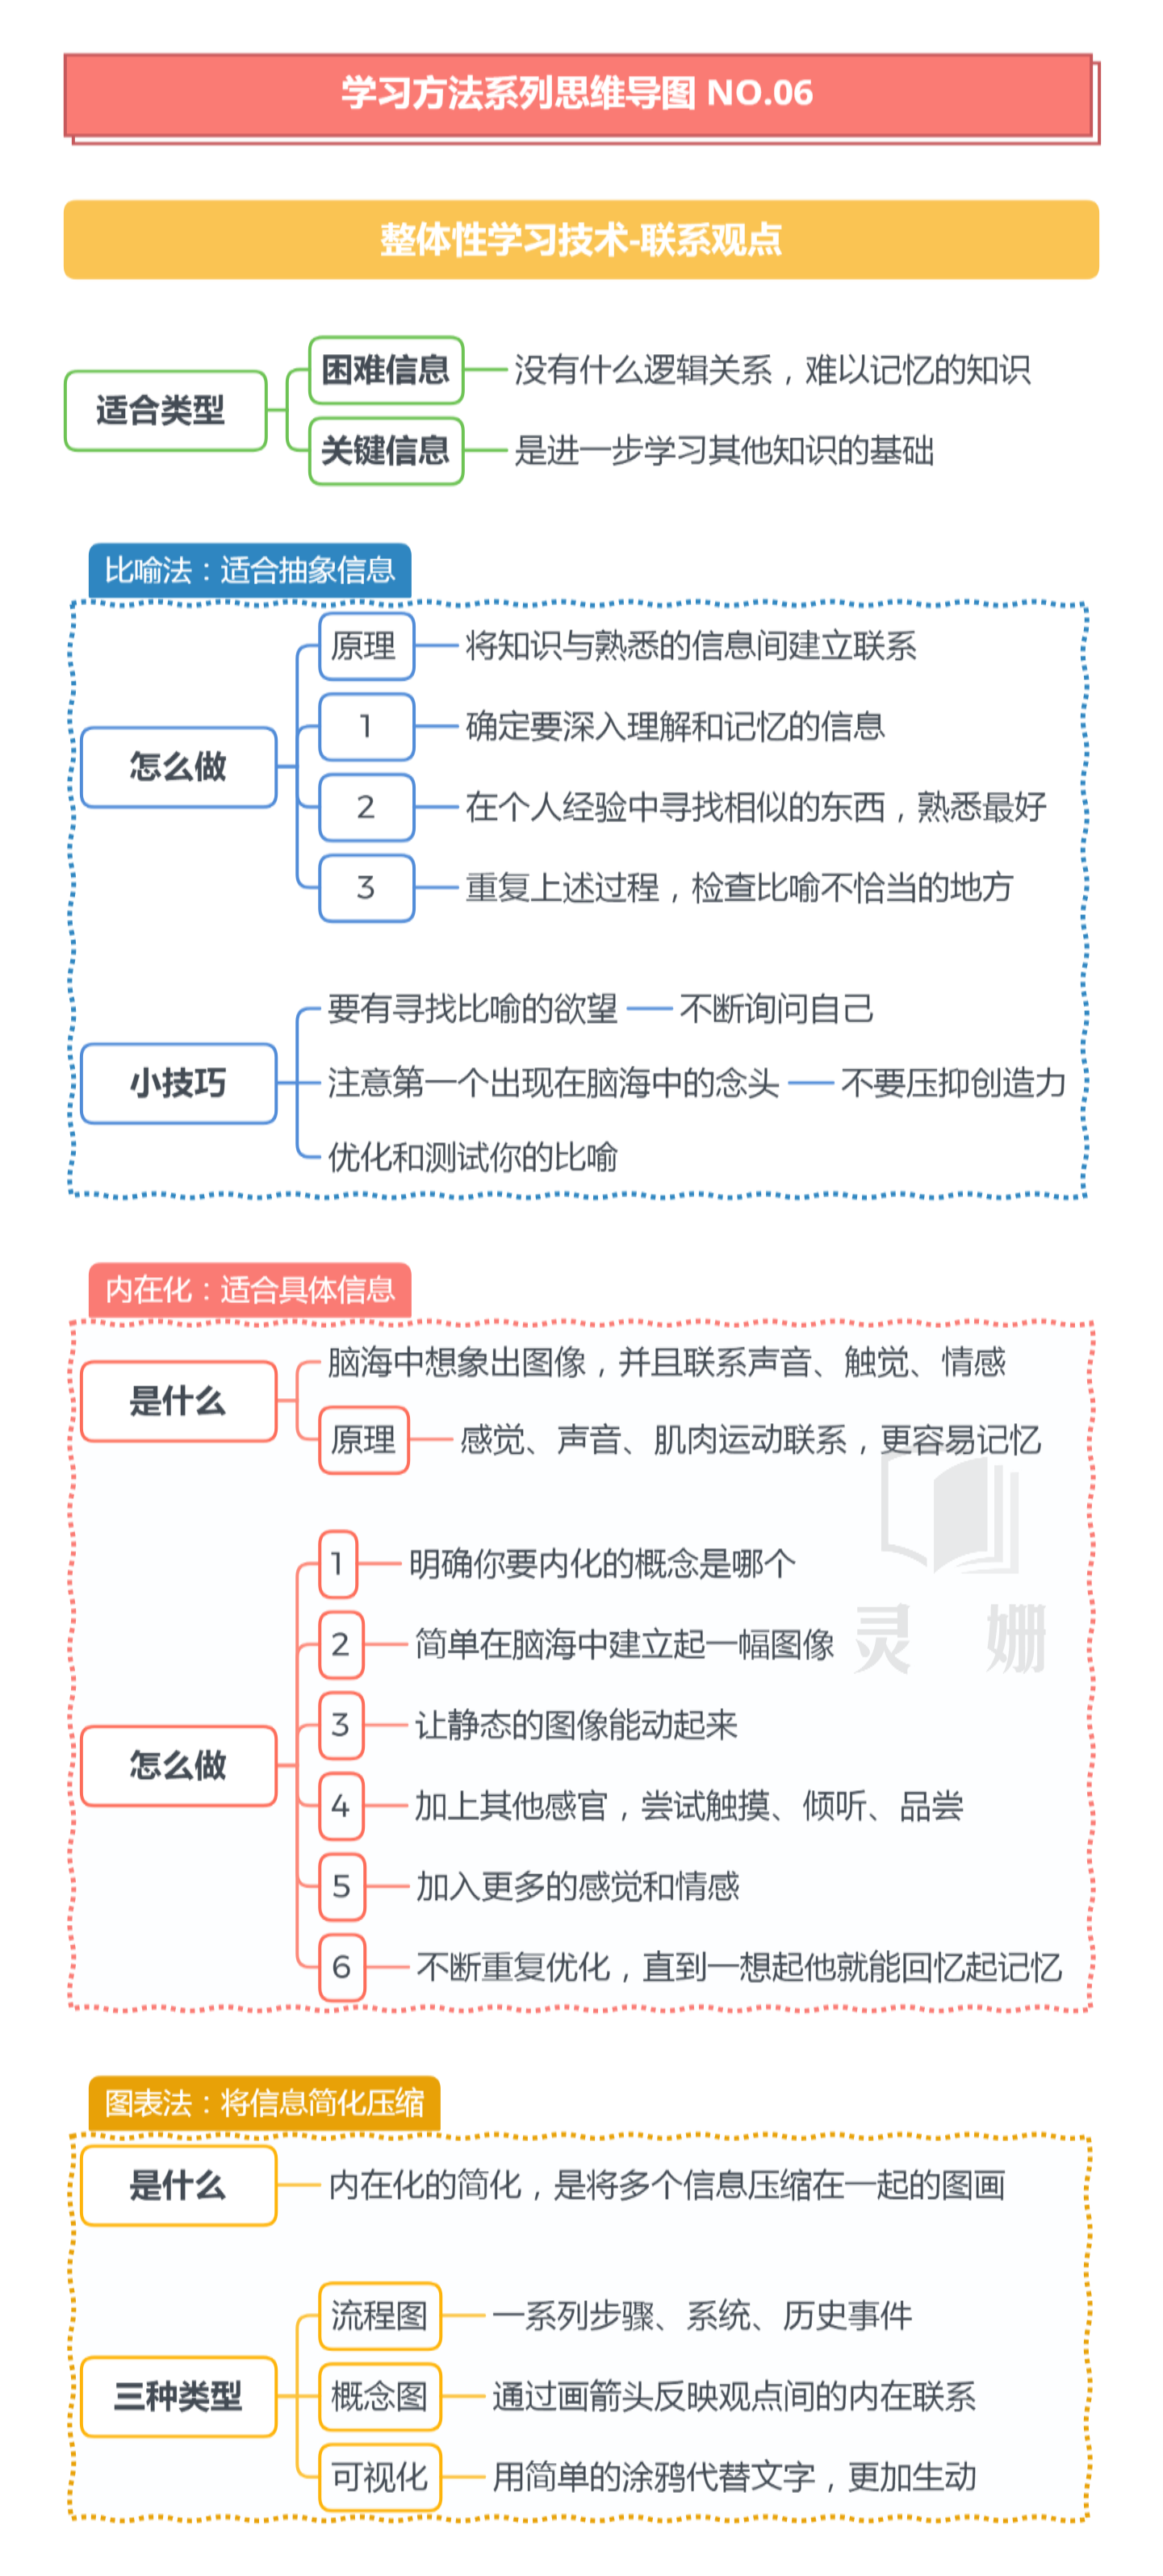 学习方法系列思维导图 NO.06
整体性学习技术-联系观点
适合类型
困难信息
没有什么逻辑关系，难以记忆的知识
关键信息
是进一步学习其他知识的基础
比喻法：适合抽象信息
怎么做
原理
将知识与熟悉的信息间建立联系
1
确定要深入理解和记忆的信息
2
在个人经验中寻找相似的东西，熟悉最好
3
重复上述过程，检查比喻不恰当的地方
小技巧
要有寻找比喻的欲望
不断询问自己
注意第一个出现在脑海中的念头
不要压抑创造力
优化和测试你的比喻
内在化：适合具体信息
是什么
脑海中想象出图像，并且联系声音、触觉、情感
原理
感觉、声音、肌肉运动联系，更容易记忆
怎么做
1
明确你要内化的概念是哪个
2
简单在脑海中建立起一幅图像
3
让静态的图像能动起来
4
加上其他感官，尝试触摸、倾听、品尝
5
加入更多的感觉和情感
6
不断重复优化，直到一想起他就能回忆起记忆
灵 姗
图表法：将信息简化压缩
是什么
内在化的简化，是将多个信息压缩在一起的图画
三种类型
流程图
一系列步骤、系统、历史事件
概念图
通过画箭头反映观点间的内在联系
可视化
用简单的涂鸦代替文字，更加生动